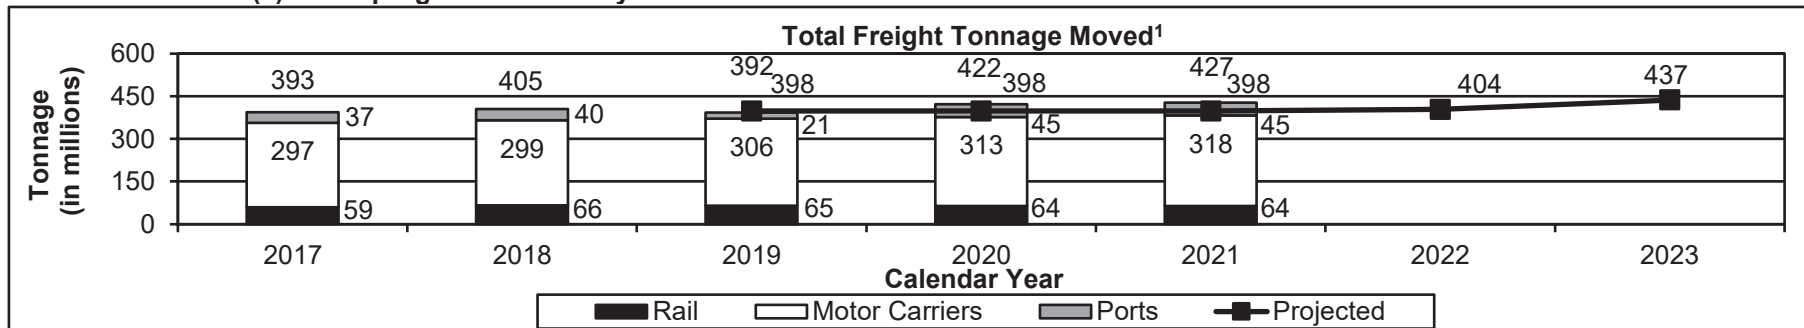 Total Freight Tonnage Moved¹
Tonnage
(in millions)
600
450
300
150
0
393 405 392 398 422 398 427 398 404 437
37 40 21 45 45
297 299 306 313 318
59 66 65 64 64
2017 2018 2019 2020 2021 2022 2023
Calendar Year
Rail Motor Carriers Ports Projected